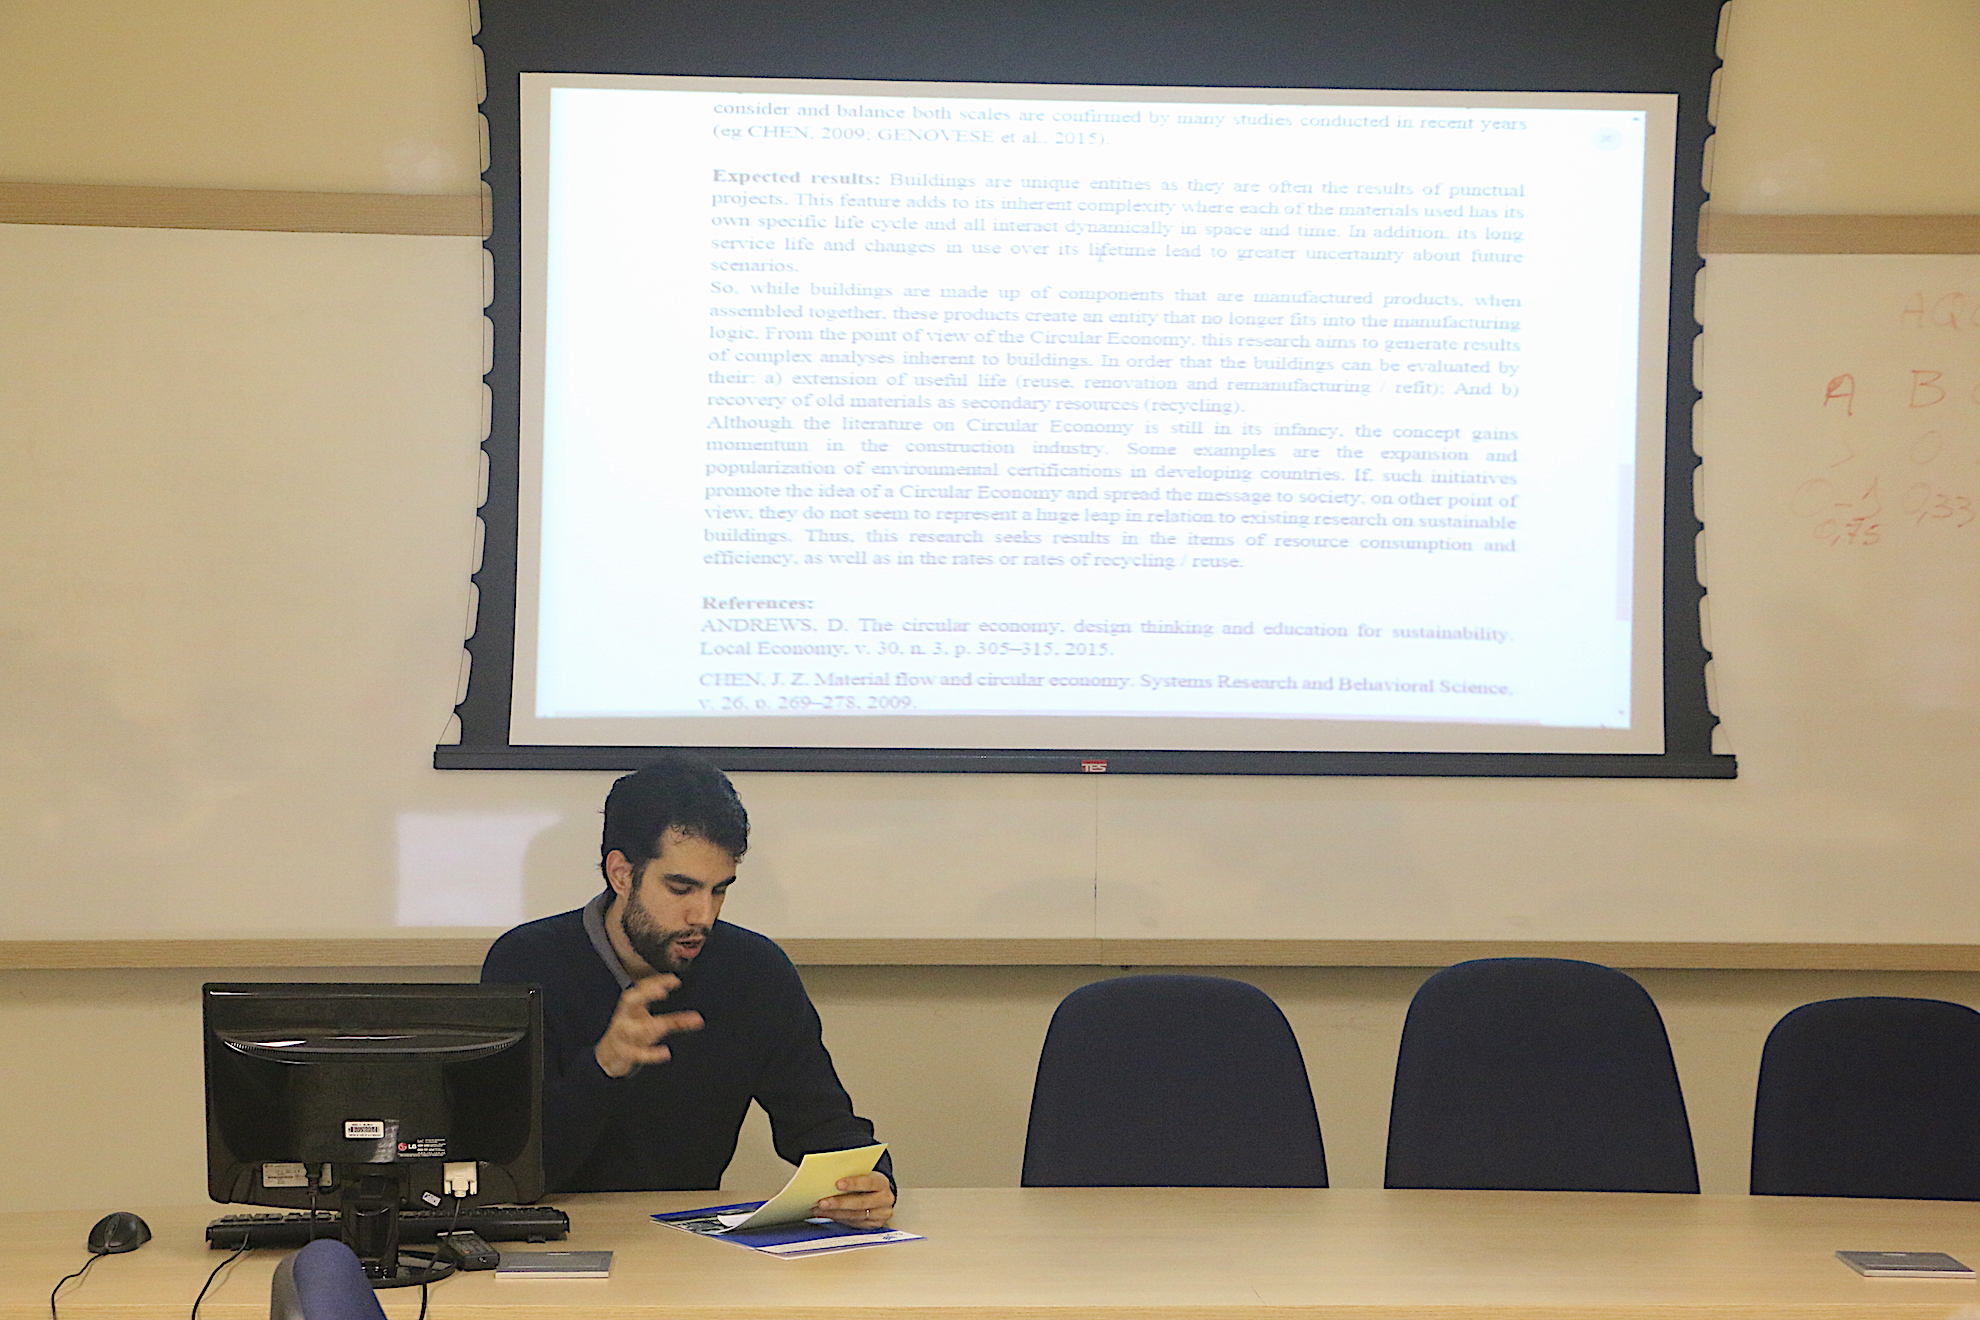 consider and balance both scales are confirmed by many studies conducted in recent years
(eg CHEN, 2009; GENOVESE et al., 2015).
Expected results: Buildings are unique entities as they are often the results of punctual
projects. This feature adds to its inherent complexity where each of the materials used has its
own specific life cycle and all interact dynamically in space and time. In addition, its long
service life and changes in use over its lifetime lead to greater uncertainty about future
scenarios.
So, while buildings are made up of components that are manufactured products, when
assembled together, these products create an entity that no longer fits into the manufacturing
logic. From the point of view of the Circular Economy, this research aims to generate results
of complex analyses inherent to buildings. In order that the buildings can be evaluated by
their: a) extension of useful life (reuse, renovation and remanufacturing / refit); And b)
recovery of old materials as secondary resources (recycling).
Although the literature on Circular Economy is still in its infancy, the concept gains
momentum in the construction industry. Some examples are the expansion and
popularization of environmental certifications in developing countries. If, such initiatives
promote the idea of a Circular Economy and spread the message to society, on other point of
view, they do not seem to represent a huge leap in relation to existing research on sustainable
buildings. Thus, this research seeks results in the items of resource consumption and
efficiency, as well as in the rates or rates of recycling / reuse.
References:
ANDREWS, D. The circular economy, design thinking and education for sustainability.
Local Economy, v. 30, n. 3, p. 305–315, 2015.
CHEN, J. Z. Material flow and circular economy. Systems Research and Behavioral Science,
v. 26, p. 269–278, 2009.
TES
A B
0
0,33
0,75
LG